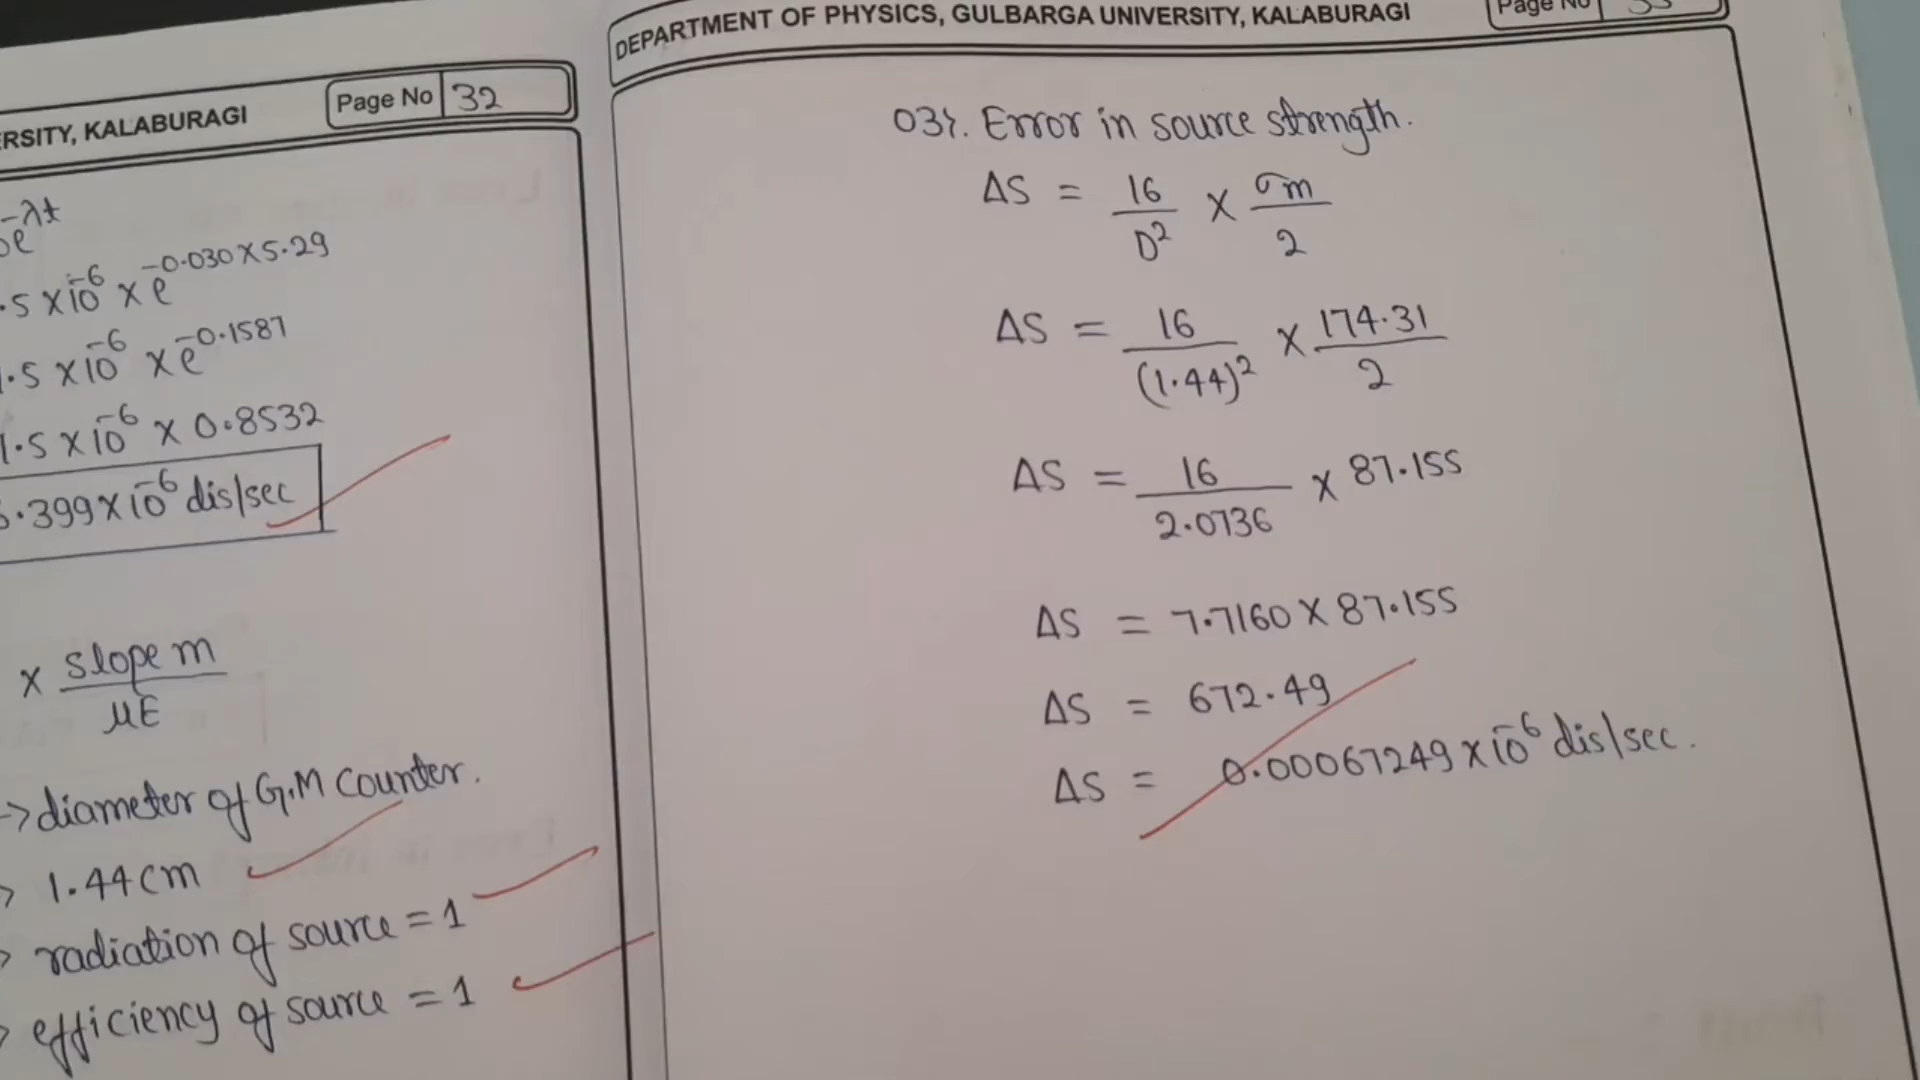 ERSITY, KALABURAGI
Page No 32
e^-λt
.5 × 10^-6 × e^-0.030×5.29
1.5 × 10^-6 × e^-0.1587
1.5 × 10^-6 × 0.8532
.399 × 10^-6 dis/sec
× slope m / μE
→ diameter of G.M counter.
1.44 cm
radiation of source = 1
efficiency of source = 1
DEPARTMENT OF PHYSICS, GULBARGA UNIVERSITY, KALABURAGI
Page No
03}. Error in source strength.
ΔS = 16 / D² × σm / 2
ΔS = 16 / (1.44)² × 174.31 / 2
ΔS = 16 / 2.0736 × 87.155
ΔS = 7.7160 × 87.155
ΔS = 672.49
ΔS = 0.00067249 × 10^-6 dis/sec.